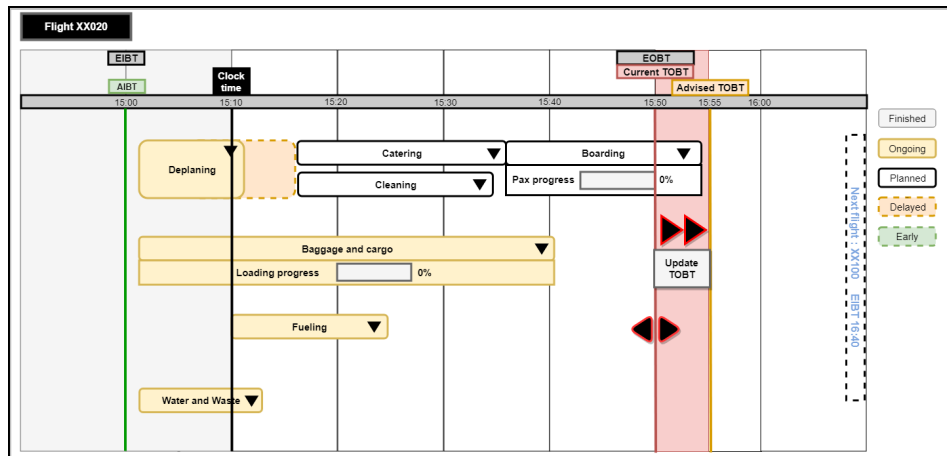 Flight XX020
EIBT
EOBT
AIBT
Clock
time
Current TOBT
Advised TOBT
15:00
15:10
15:20
15:30
15:40
15:50
15:55
16:00
Finished
Ongoing
Planned
Delayed
Early
Deplaning
Catering
Boarding
Cleaning
Pax progress
0%
Baggage and cargo
Loading progress
0%
Update
TOBT
Fueling
Water and Waste
Next flight : XX100 EIBT 16:40